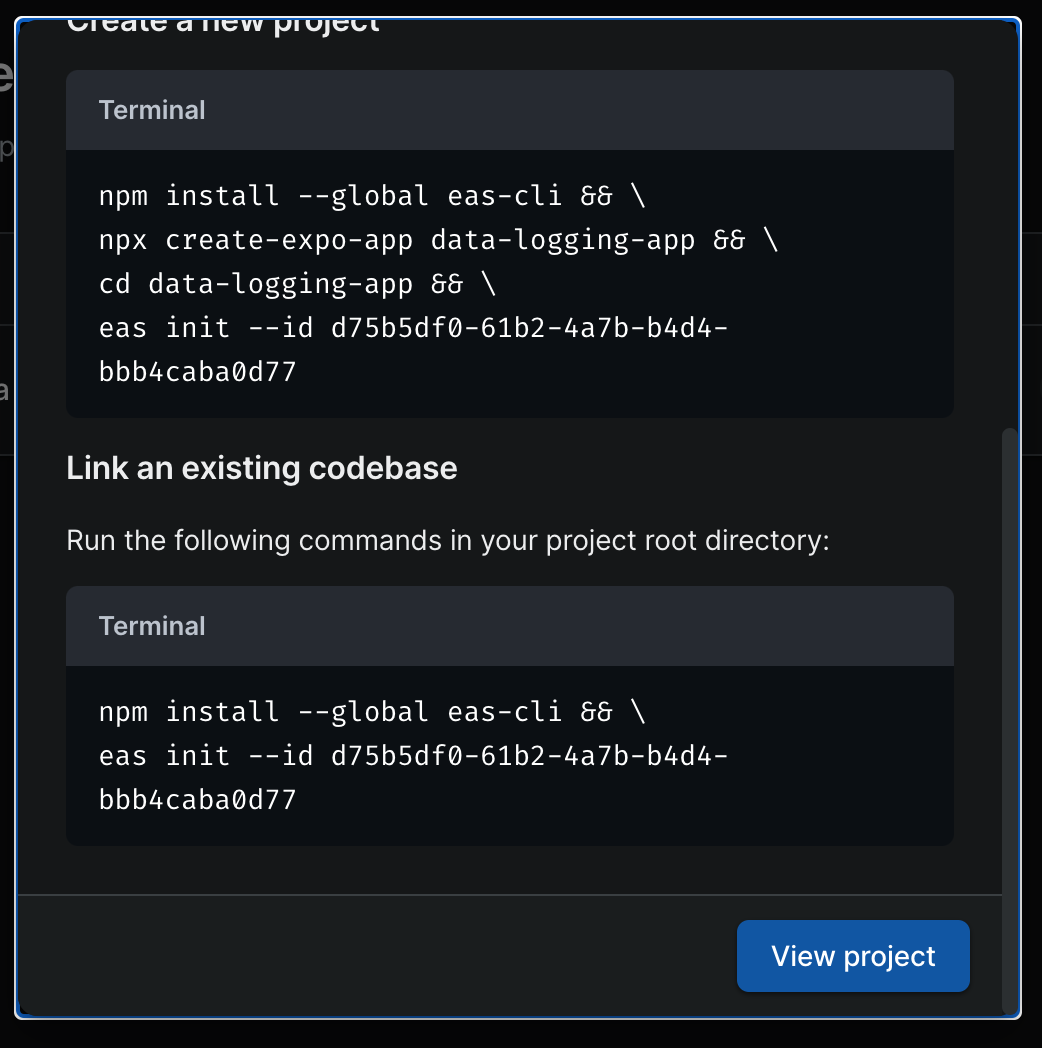 Create a new project
Terminal
npm install --global eas-cli && \
npx create-expo-app data-logging-app && \
cd data-logging-app && \
eas init --id d75b5df0-61b2-4a7b-b4d4-
bbb4caba0d77
Link an existing codebase
Run the following commands in your project root directory:
Terminal
npm install --global eas-cli && \
eas init --id d75b5df0-61b2-4a7b-b4d4-
bbb4caba0d77
View project